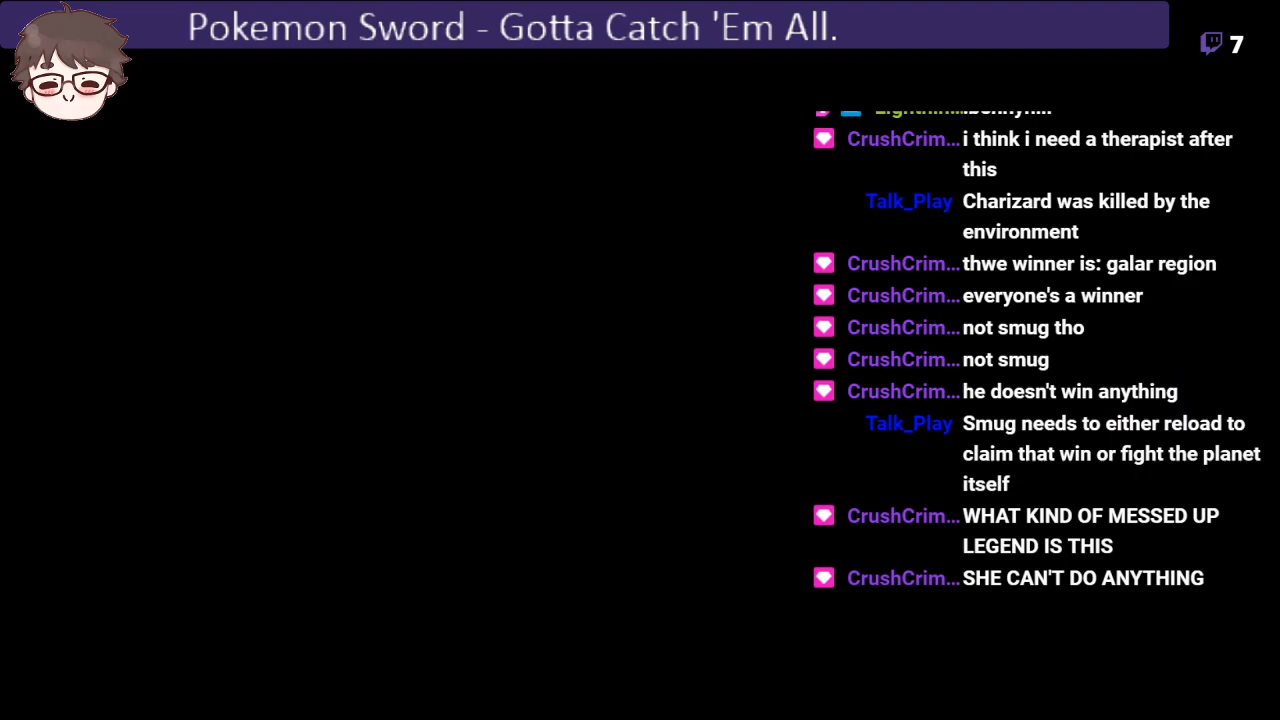 Pokemon Sword - Gotta Catch 'Em All.
7
CrushCrim... i think i need a therapist after
this
Talk_Play Charizard was killed by the
environment
CrushCrim... thwe winner is: galar region
CrushCrim... everyone's a winner
CrushCrim... not smug tho
CrushCrim... not smug
CrushCrim... he doesn't win anything
Talk_Play Smug needs to either reload to
claim that win or fight the planet
itself
CrushCrim... WHAT KIND OF MESSED UP
LEGEND IS THIS
CrushCrim... SHE CAN'T DO ANYTHING